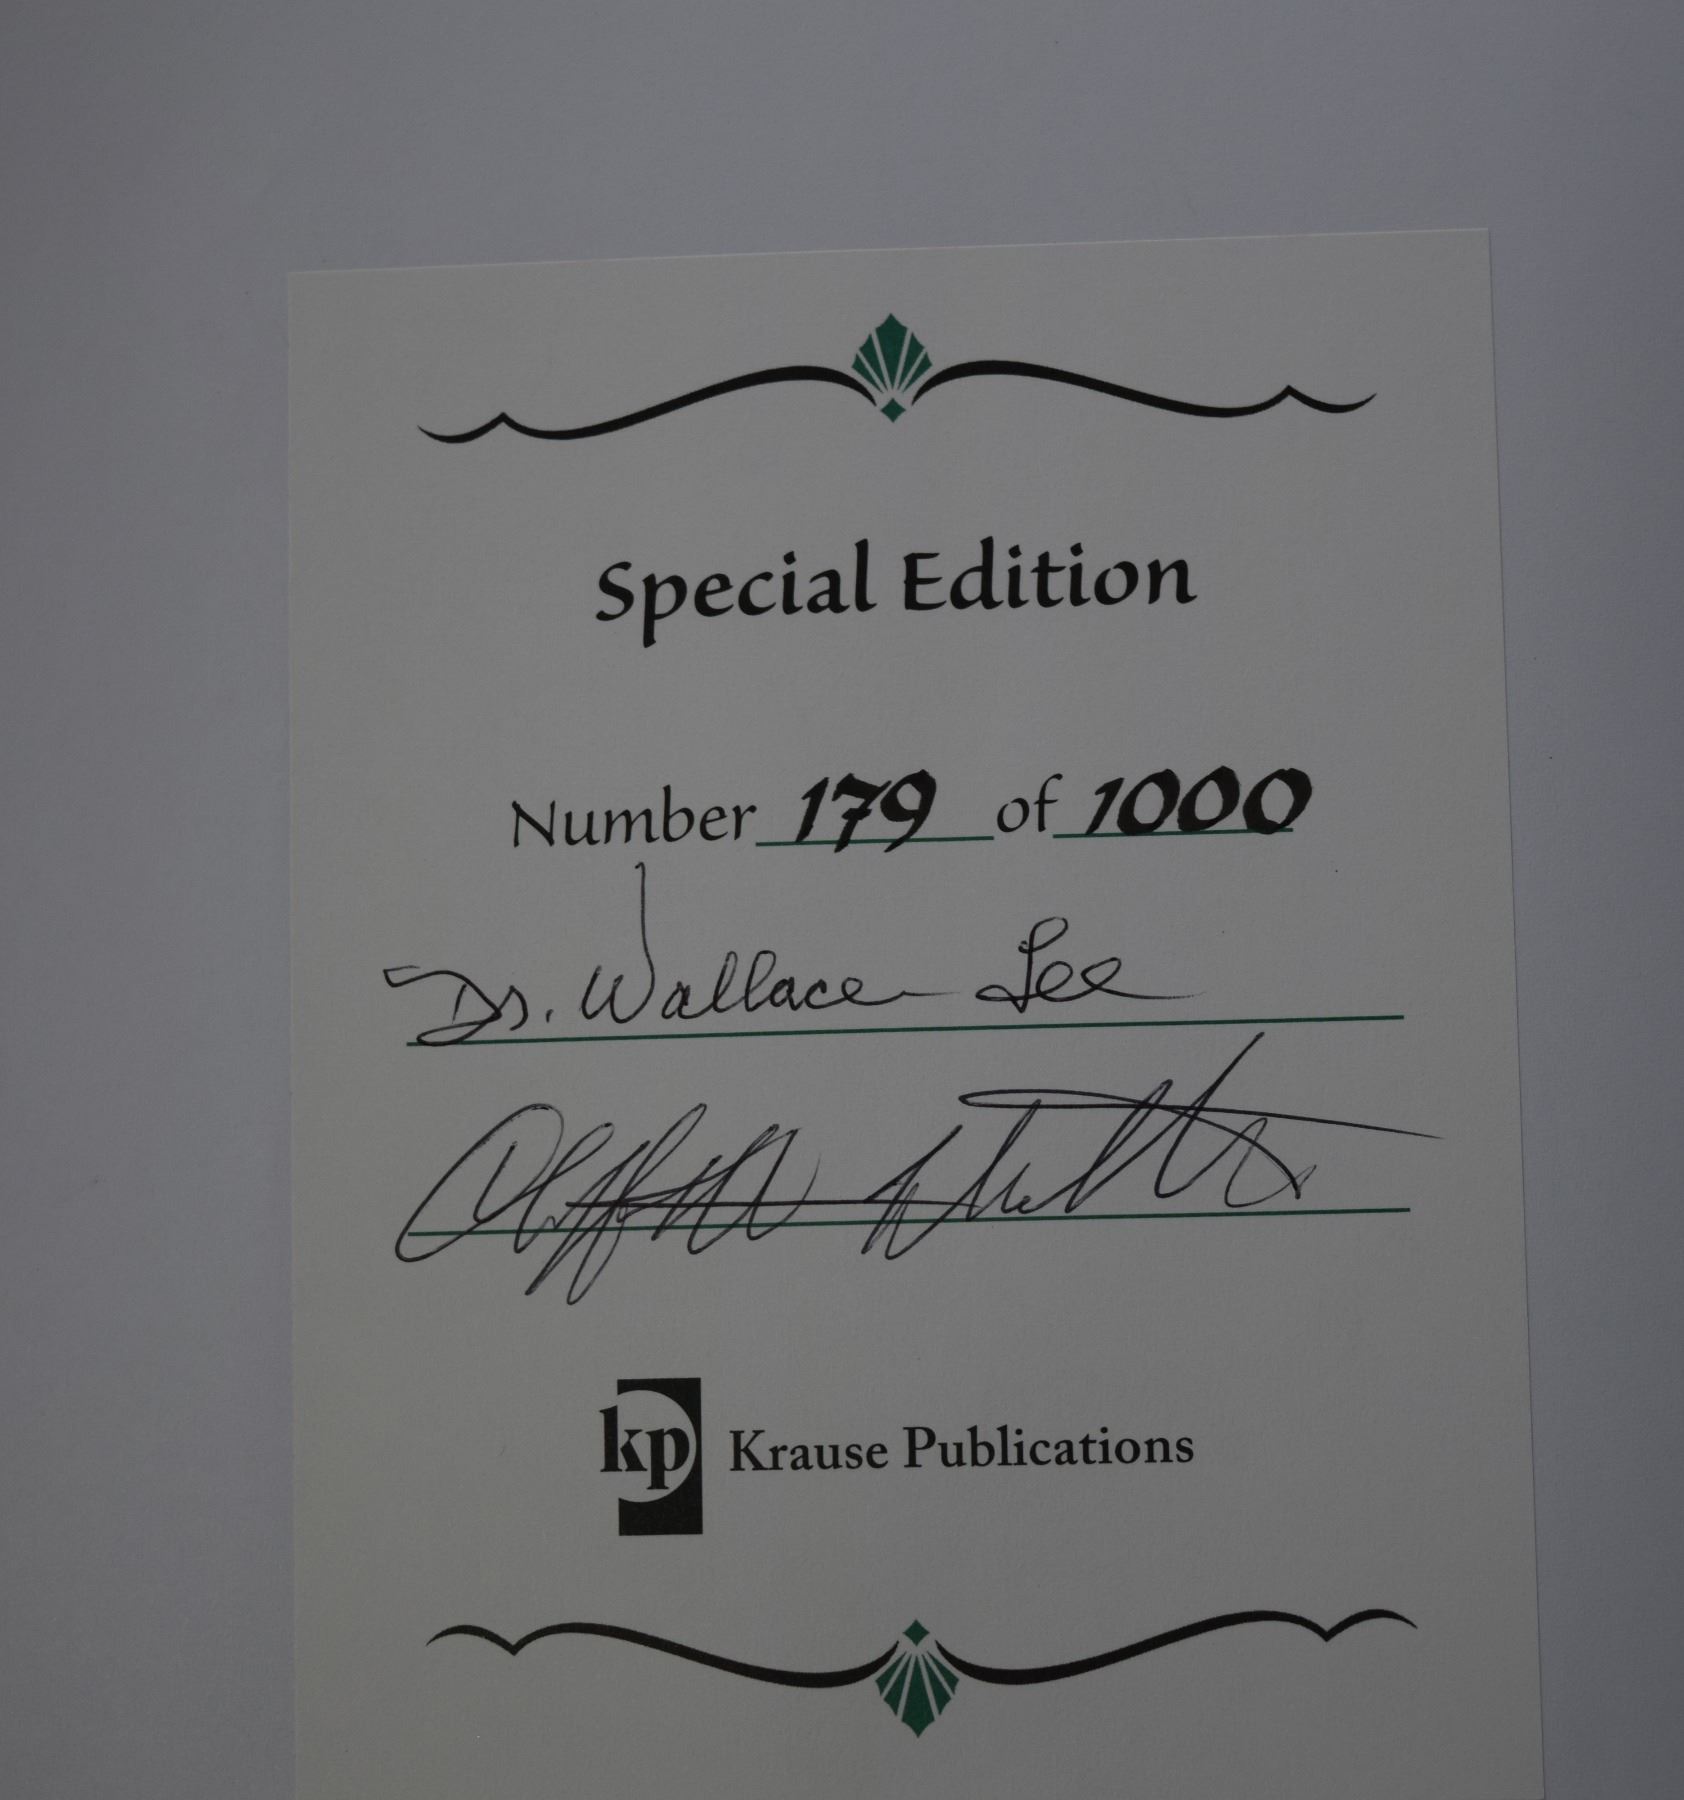 Special Edition
Number 179 of 1000
Dr. Wallace Lee
kp Krause Publications